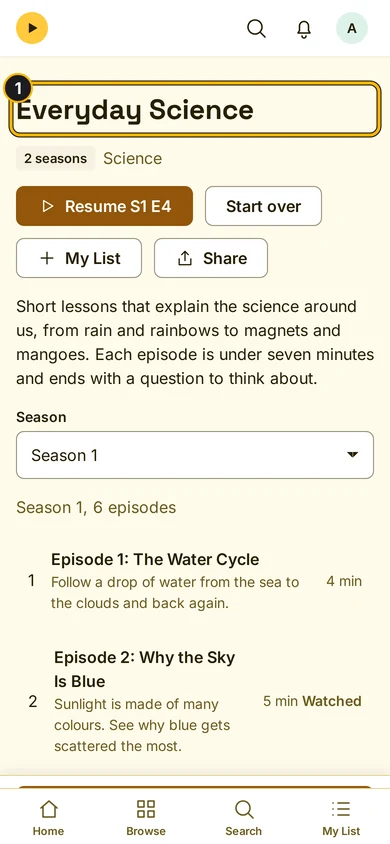 A
1
Everyday Science
2 seasons Science
Resume S1 E4
Start over
My List
Share
Short lessons that explain the science around
us, from rain and rainbows to magnets and
mangoes. Each episode is under seven minutes
and ends with a question to think about.
Season
Season 1
Season 1, 6 episodes
1
Episode 1: The Water Cycle
Follow a drop of water from the sea to
the clouds and back again.
4 min
2
Episode 2: Why the Sky
Is Blue
Sunlight is made of many
colours. See why blue gets
scattered the most.
5 min Watched
Home
Browse
Search
My List